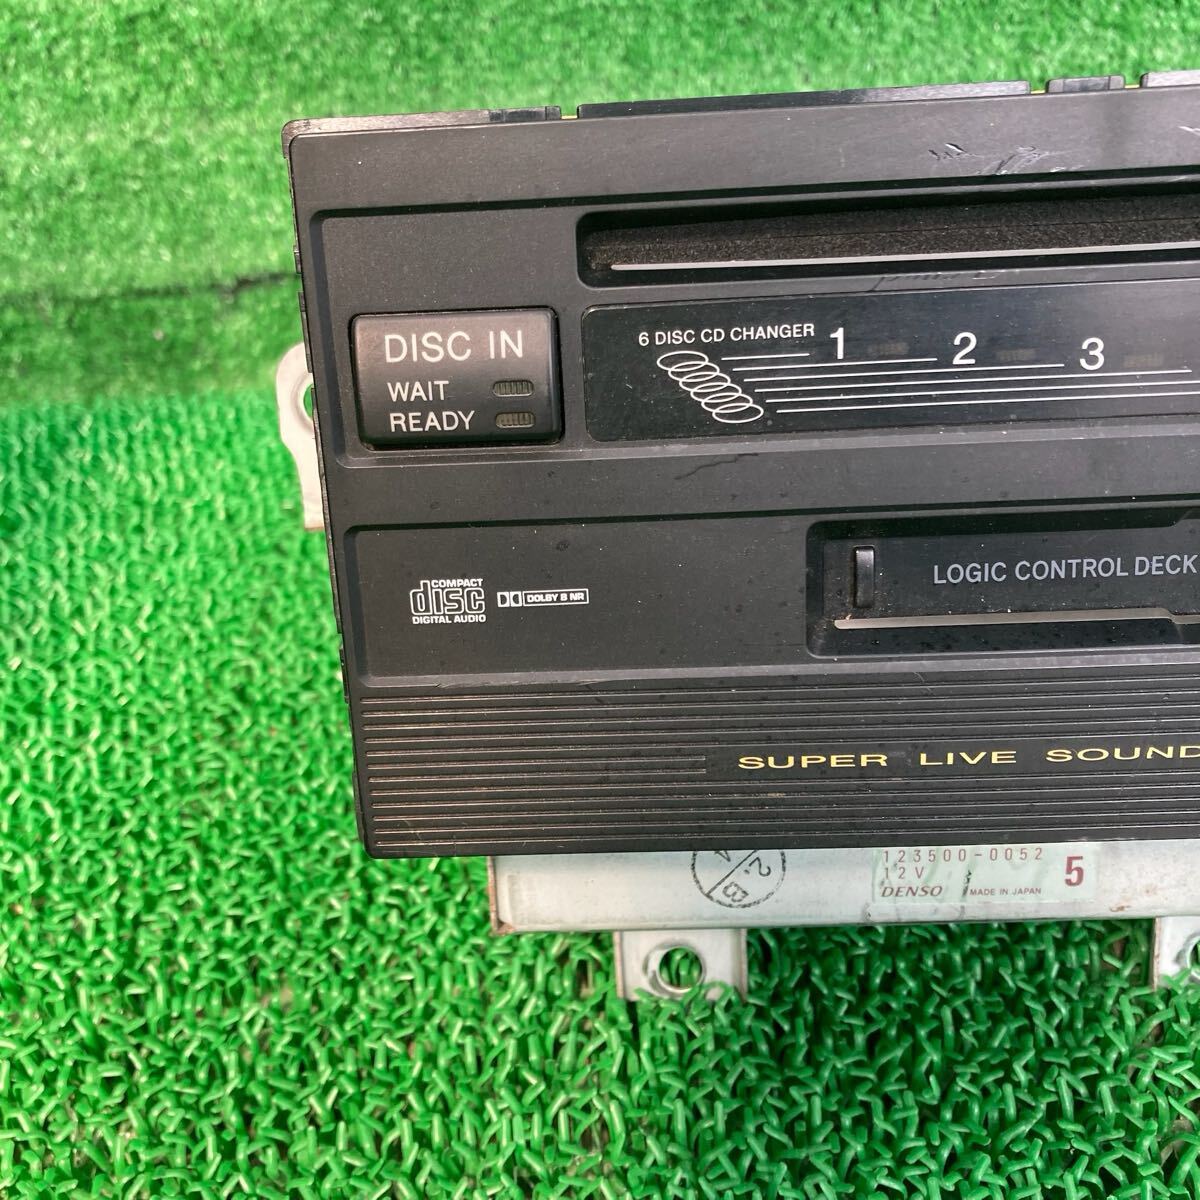 DISC IN
WAIT
READY
6 DISC CD CHANGER
1 2 3
COMPACT
disc
DIGITAL AUDIO
DOLBY B NR
LOGIC CONTROL DECK
SUPER LIVE SOUND
123500-0052
12V
5
DENSO MADE IN JAPAN